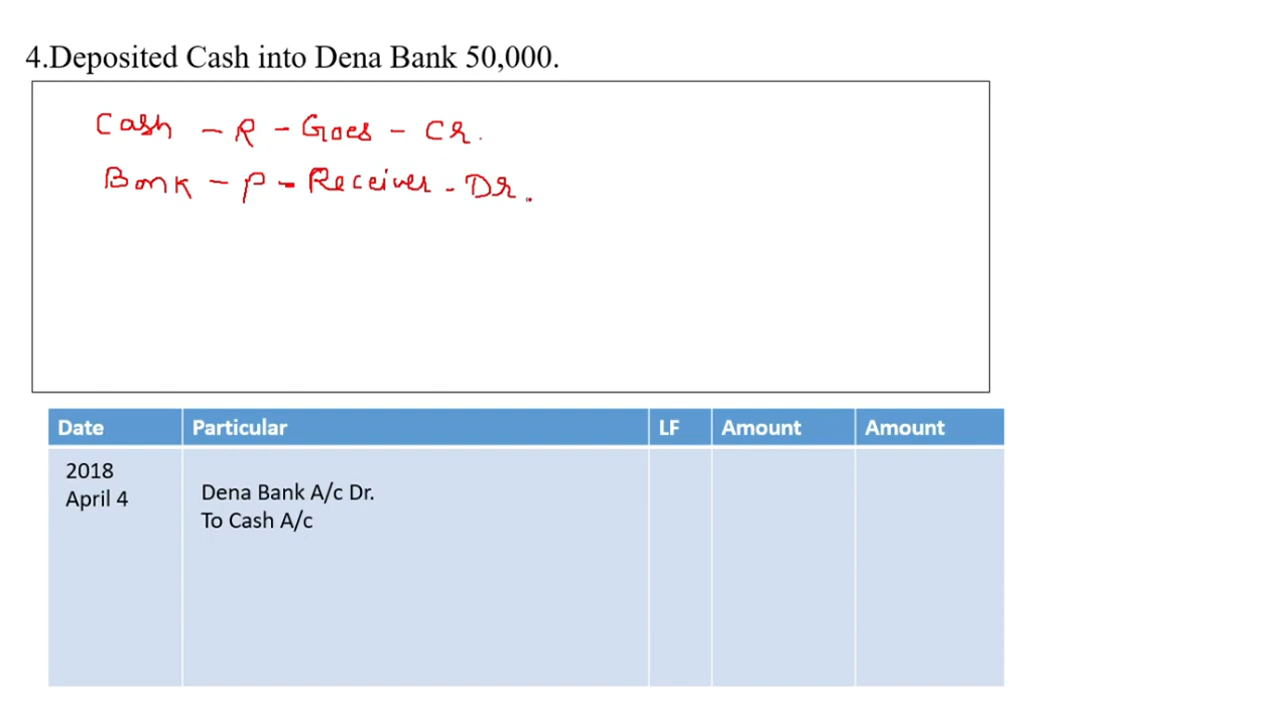 4.Deposited Cash into Dena Bank 50,000.
Cash - R - Goes - Cr.
Bank - P - Receiver - Dr.
Date Particular LF Amount Amount
2018
April 4
Dena Bank A/c Dr.
To Cash A/c